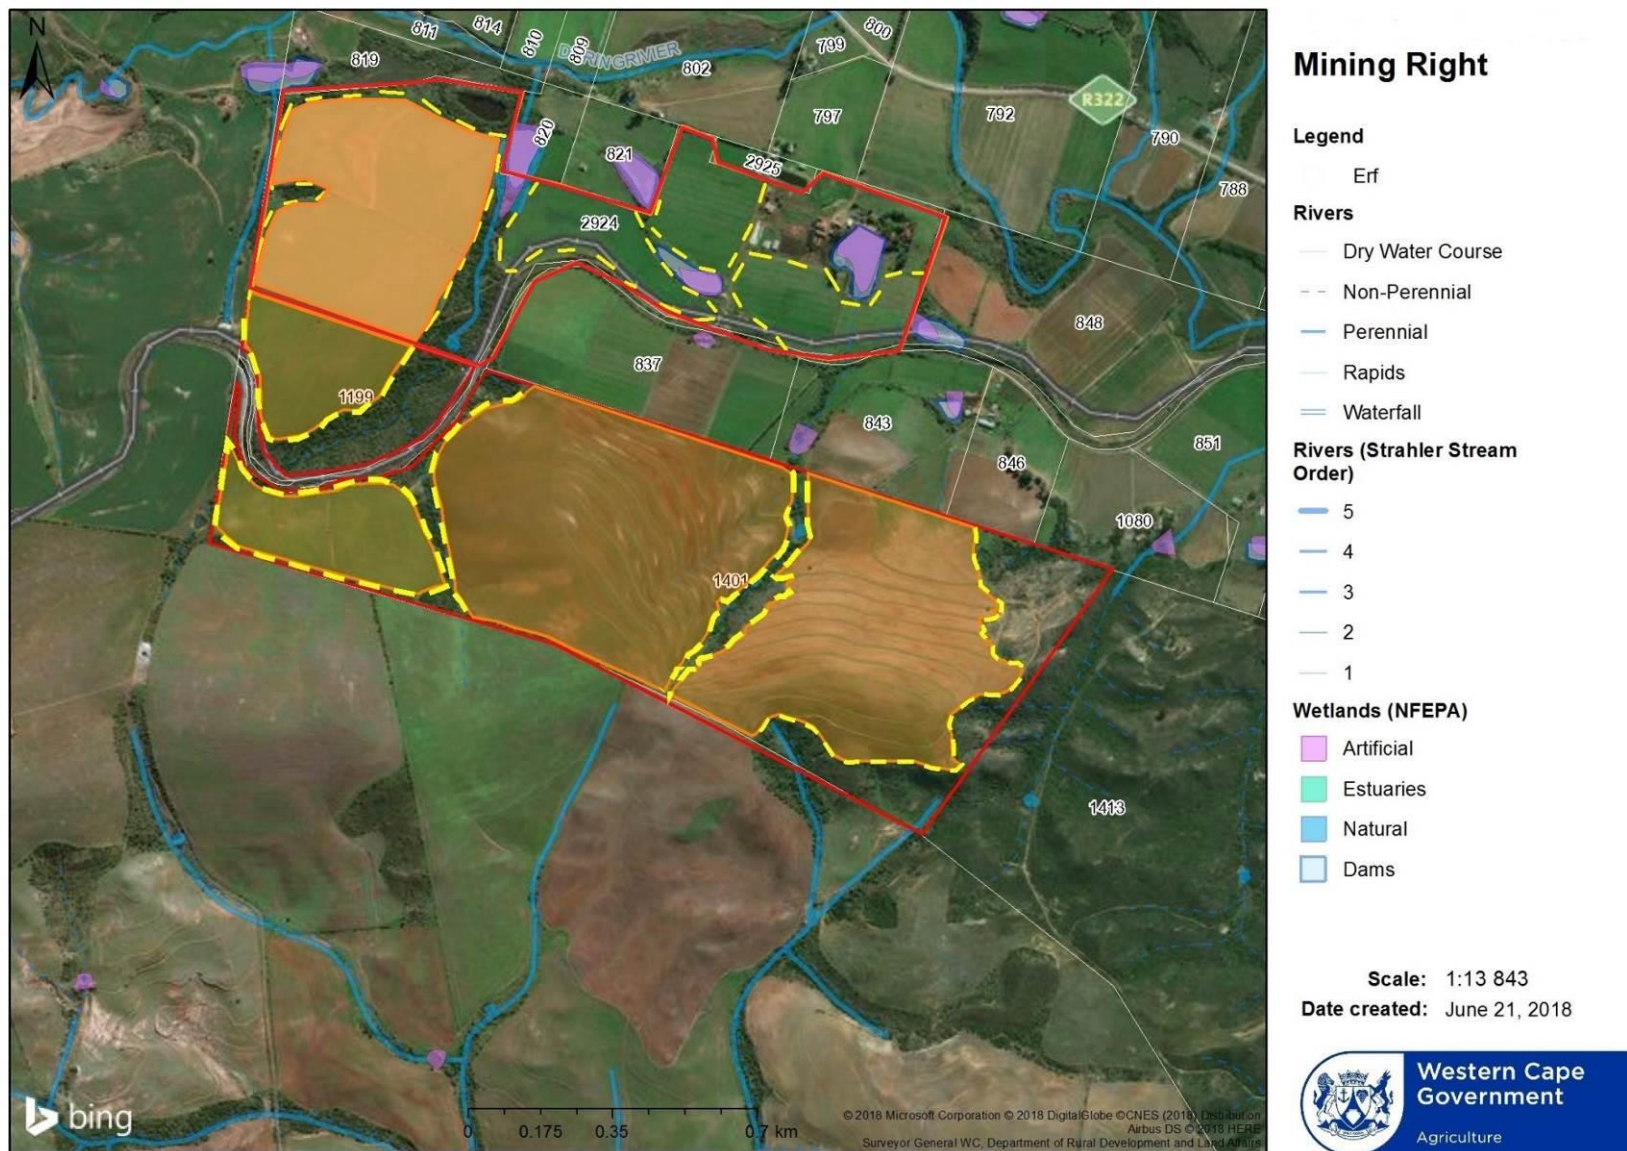 N
811
814
810
809
DORINGRIVIER
819
802
799
800
R322
797
792
790
820
821
2925
788
2924
848
837
1199
843
851
846
1080
1401
1413
bing
0 0.175 0.35 0.7 km
© 2018 Microsoft Corporation © 2018 DigitalGlobe ©CNES (2018) Distribution
Airbus DS © 2018 HERE
Surveyor General WC, Department of Rural Development and Land Affairs
Mining Right
Legend
Erf
Rivers
Dry Water Course
Non-Perennial
Perennial
Rapids
Waterfall
Rivers (Strahler Stream
Order)
5
4
3
2
1
Wetlands (NFEPA)
Artificial
Estuaries
Natural
Dams
Scale: 1:13 843
Date created: June 21, 2018
Western Cape
Government
Agriculture